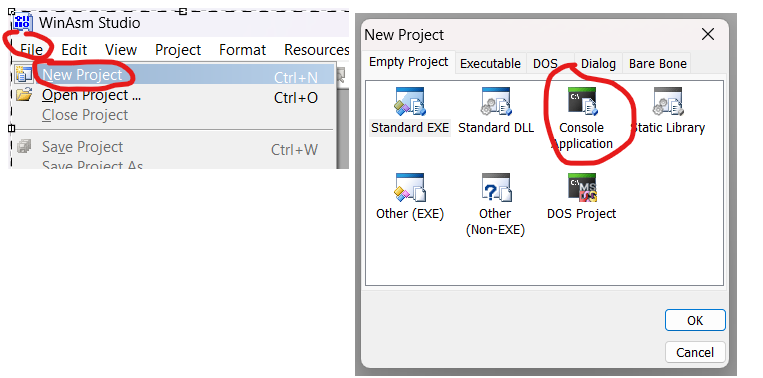 WinAsm Studio
File Edit View Project Format Resources
New Project Ctrl+N
Open Project ... Ctrl+O
Close Project
Save Project Ctrl+W
Save Project As
New Project
Empty Project Executable DOS Dialog Bare Bone
Standard EXE
Standard DLL
Console
Application
Static Library
Other (EXE)
Other
(Non-EXE)
DOS Project
OK
Cancel